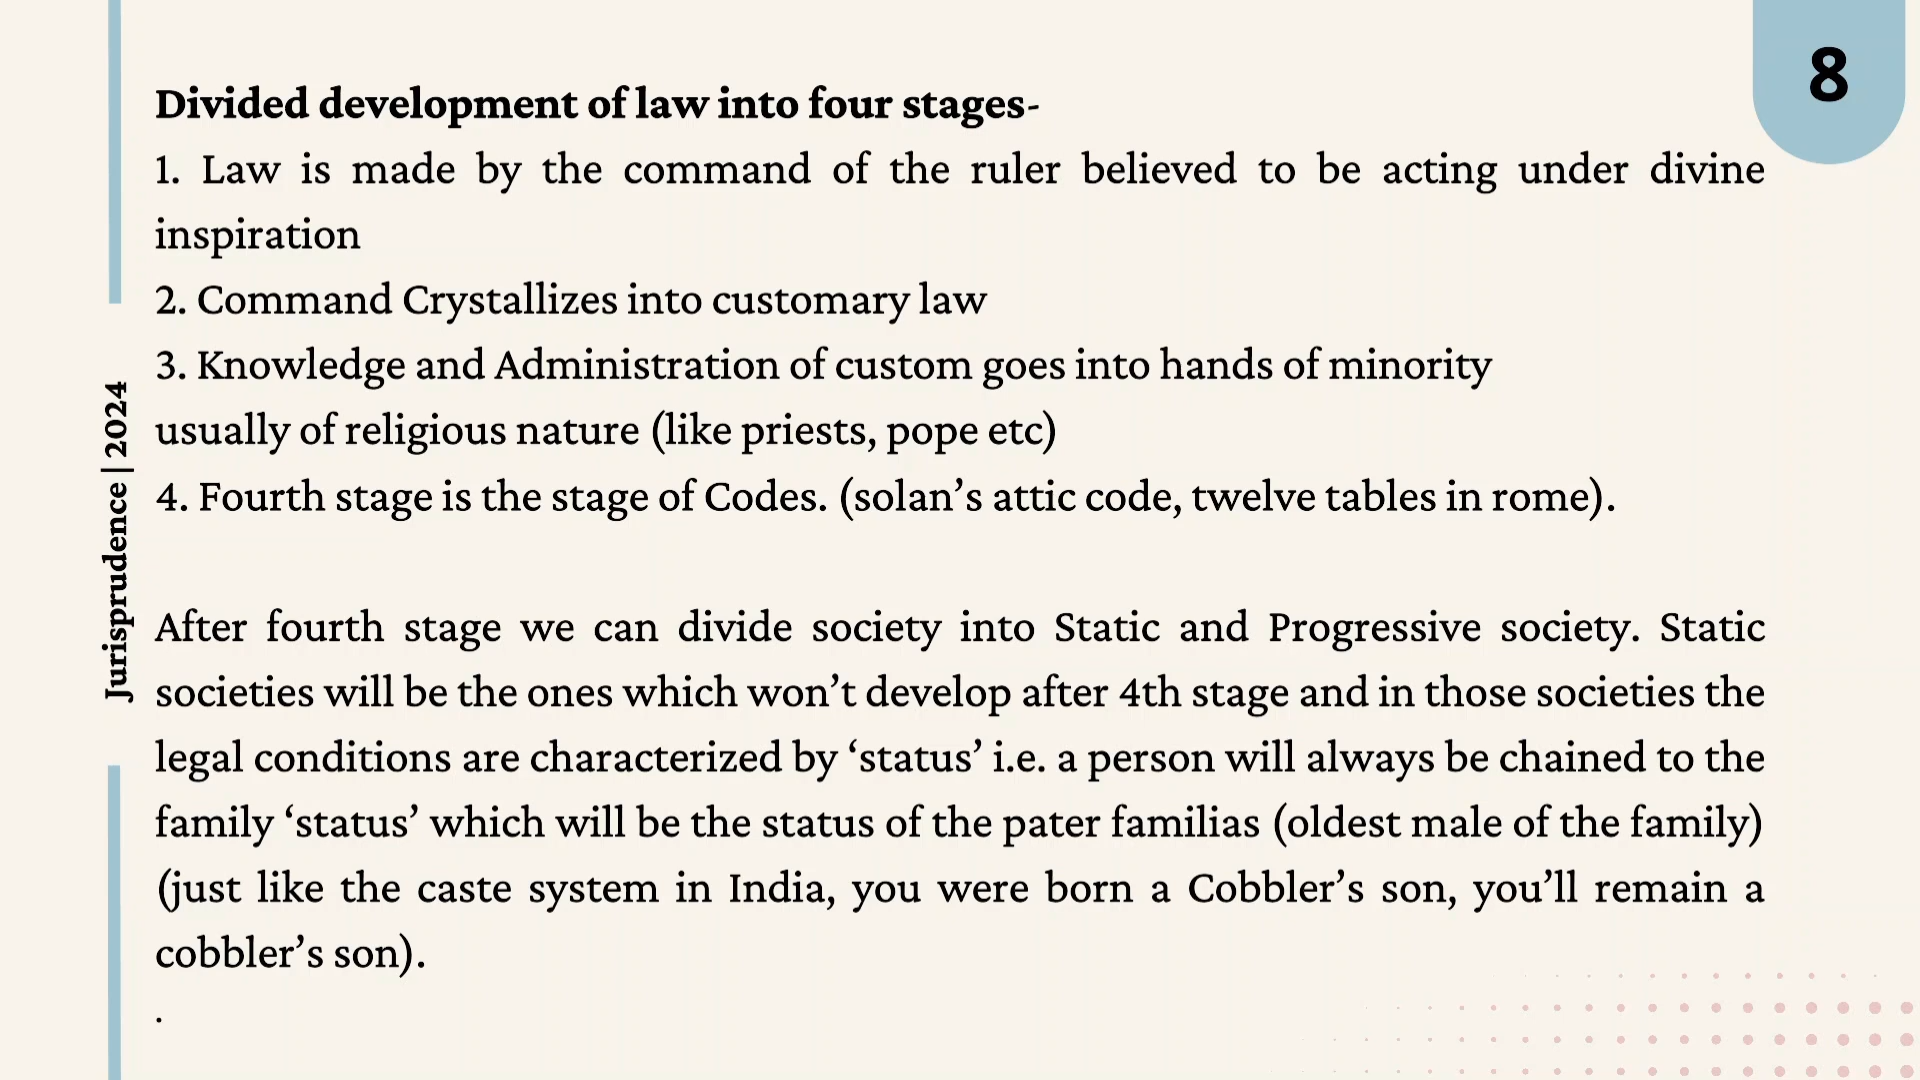 8
Divided development of law into four stages-
1. Law is made by the command of the ruler believed to be acting under divine
inspiration
2. Command Crystallizes into customary law
3. Knowledge and Administration of custom goes into hands of minority
usually of religious nature (like priests, pope etc)
4. Fourth stage is the stage of Codes. (solan’s attic code, twelve tables in rome).
After fourth stage we can divide society into Static and Progressive society. Static
societies will be the ones which won’t develop after 4th stage and in those societies the
legal conditions are characterized by ‘status’ i.e. a person will always be chained to the
family ‘status’ which will be the status of the pater familias (oldest male of the family)
(just like the caste system in India, you were born a Cobbler’s son, you’ll remain a
cobbler’s son).
.
Jurisprudence | 2024